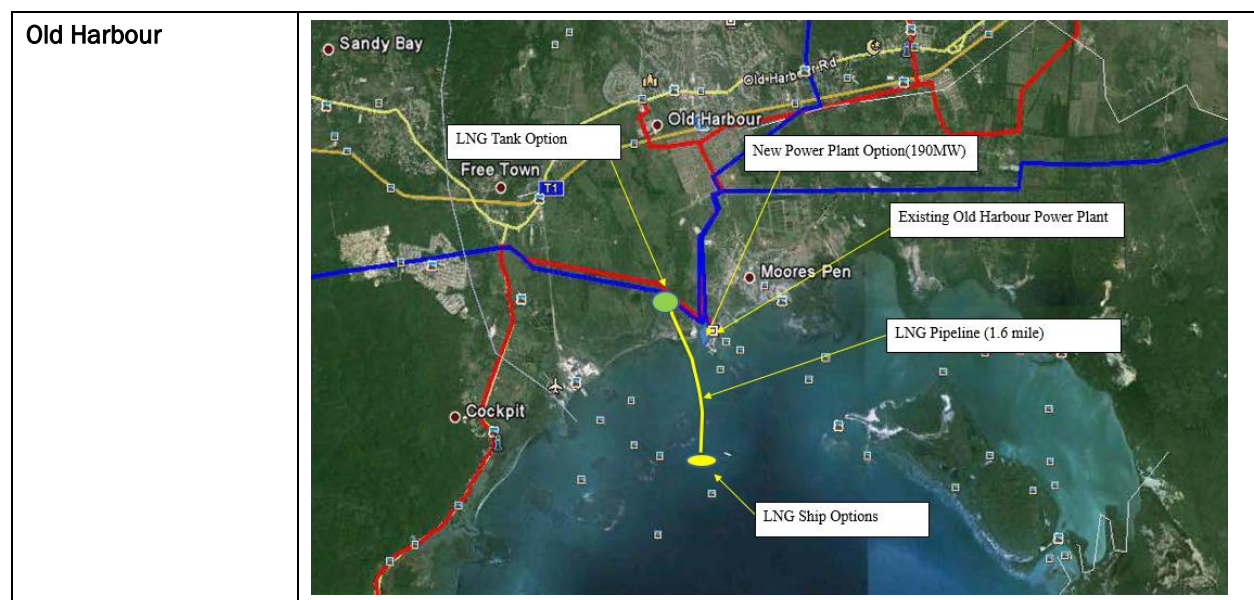 Old Harbour
Sandy Bay
Old Harbour Rd
Old Harbour
LNG Tank Option
New Power Plant Option(190MW)
Free Town
T1
Existing Old Harbour Power Plant
Moores Pen
LNG Pipeline (1.6 mile)
Cockpit
LNG Ship Options